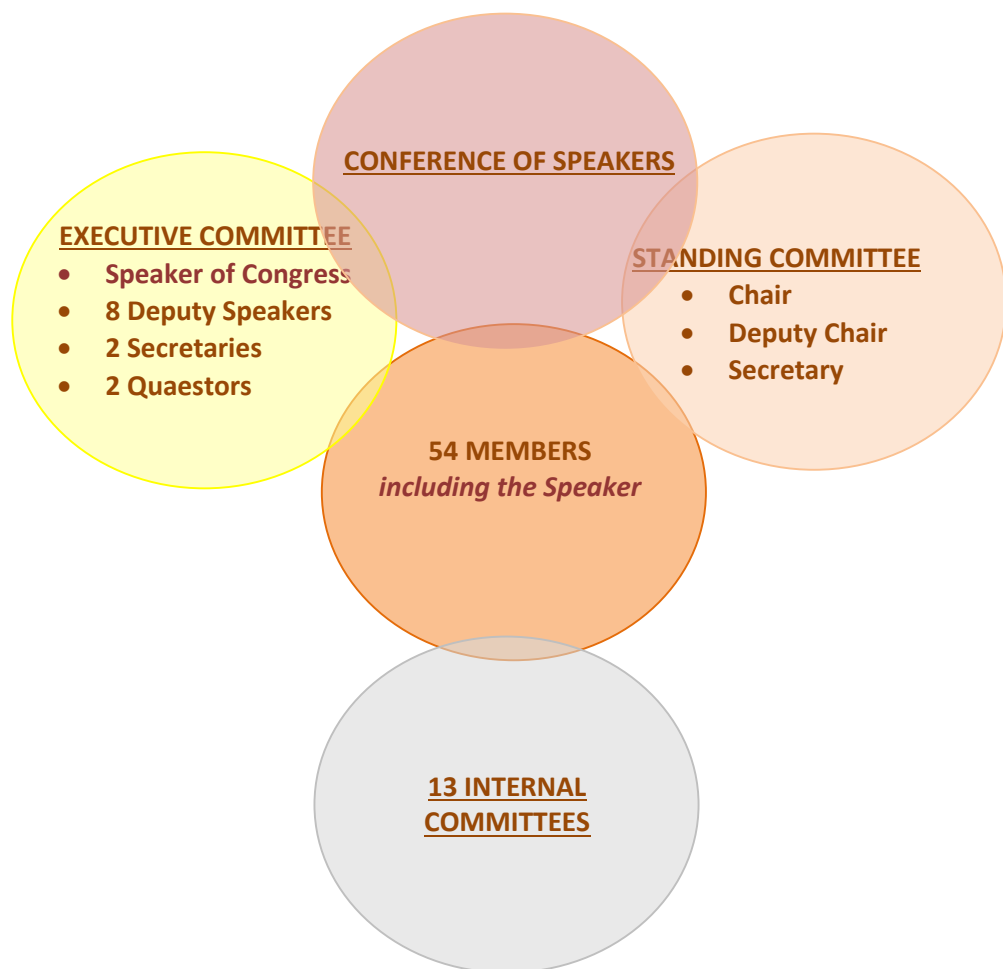 CONFERENCE OF SPEAKERS
EXECUTIVE COMMITTEE
• Speaker of Congress
• 8 Deputy Speakers
• 2 Secretaries
• 2 Quaestors
STANDING COMMITTEE
• Chair
• Deputy Chair
• Secretary
54 MEMBERS
including the Speaker
13 INTERNAL
COMMITTEES